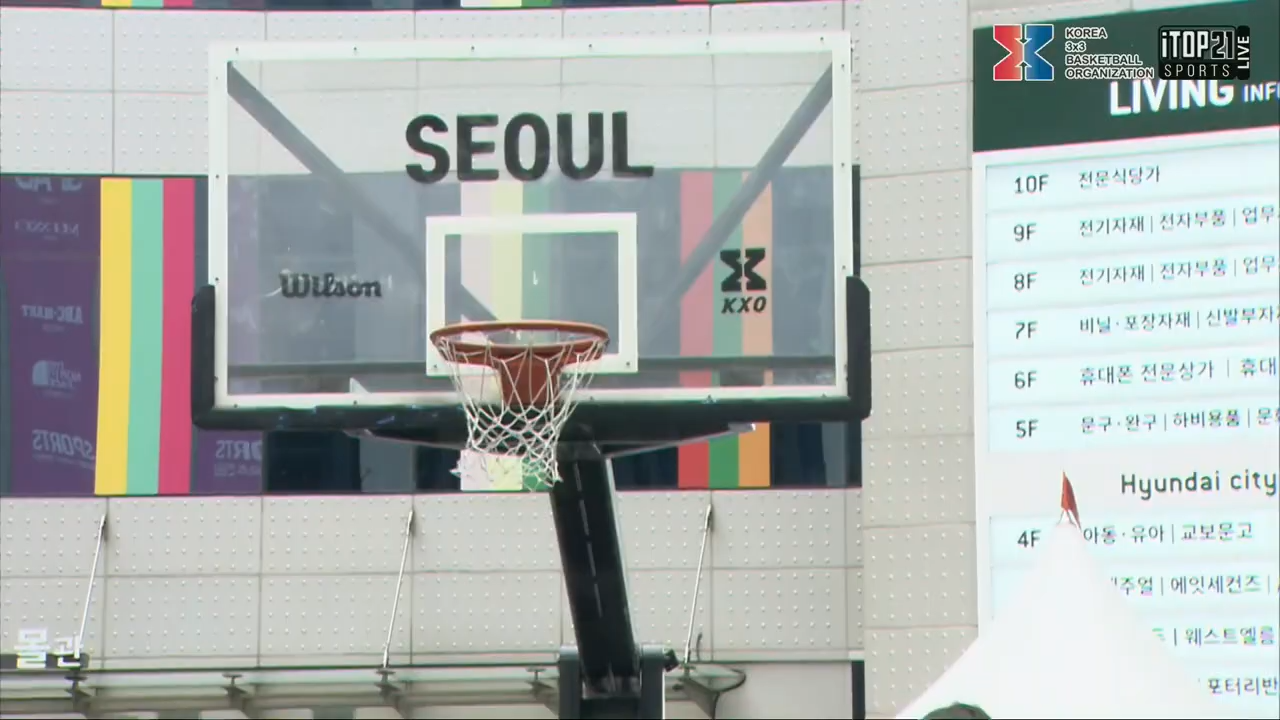 KOREA
3x3
BASKETBALL
ORGANIZATION
iTOP21
SPORTS
LIVE
LIVING
SEOUL
Wilson
KXO
10F 전문식당가
9F 전기자재 | 전자부품 | 업무
8F 전기자재 | 전자부품 | 업무
7F 비닐·포장자재 | 신발부자
6F 휴대폰 전문상가 | 휴대
5F 문구·완구 | 하비용품 |
Hyundai city
4F 아동·유아 | 교보문고
주얼 | 에잇세컨즈 |
| 웨스트엘름
| 포터리반
몰관